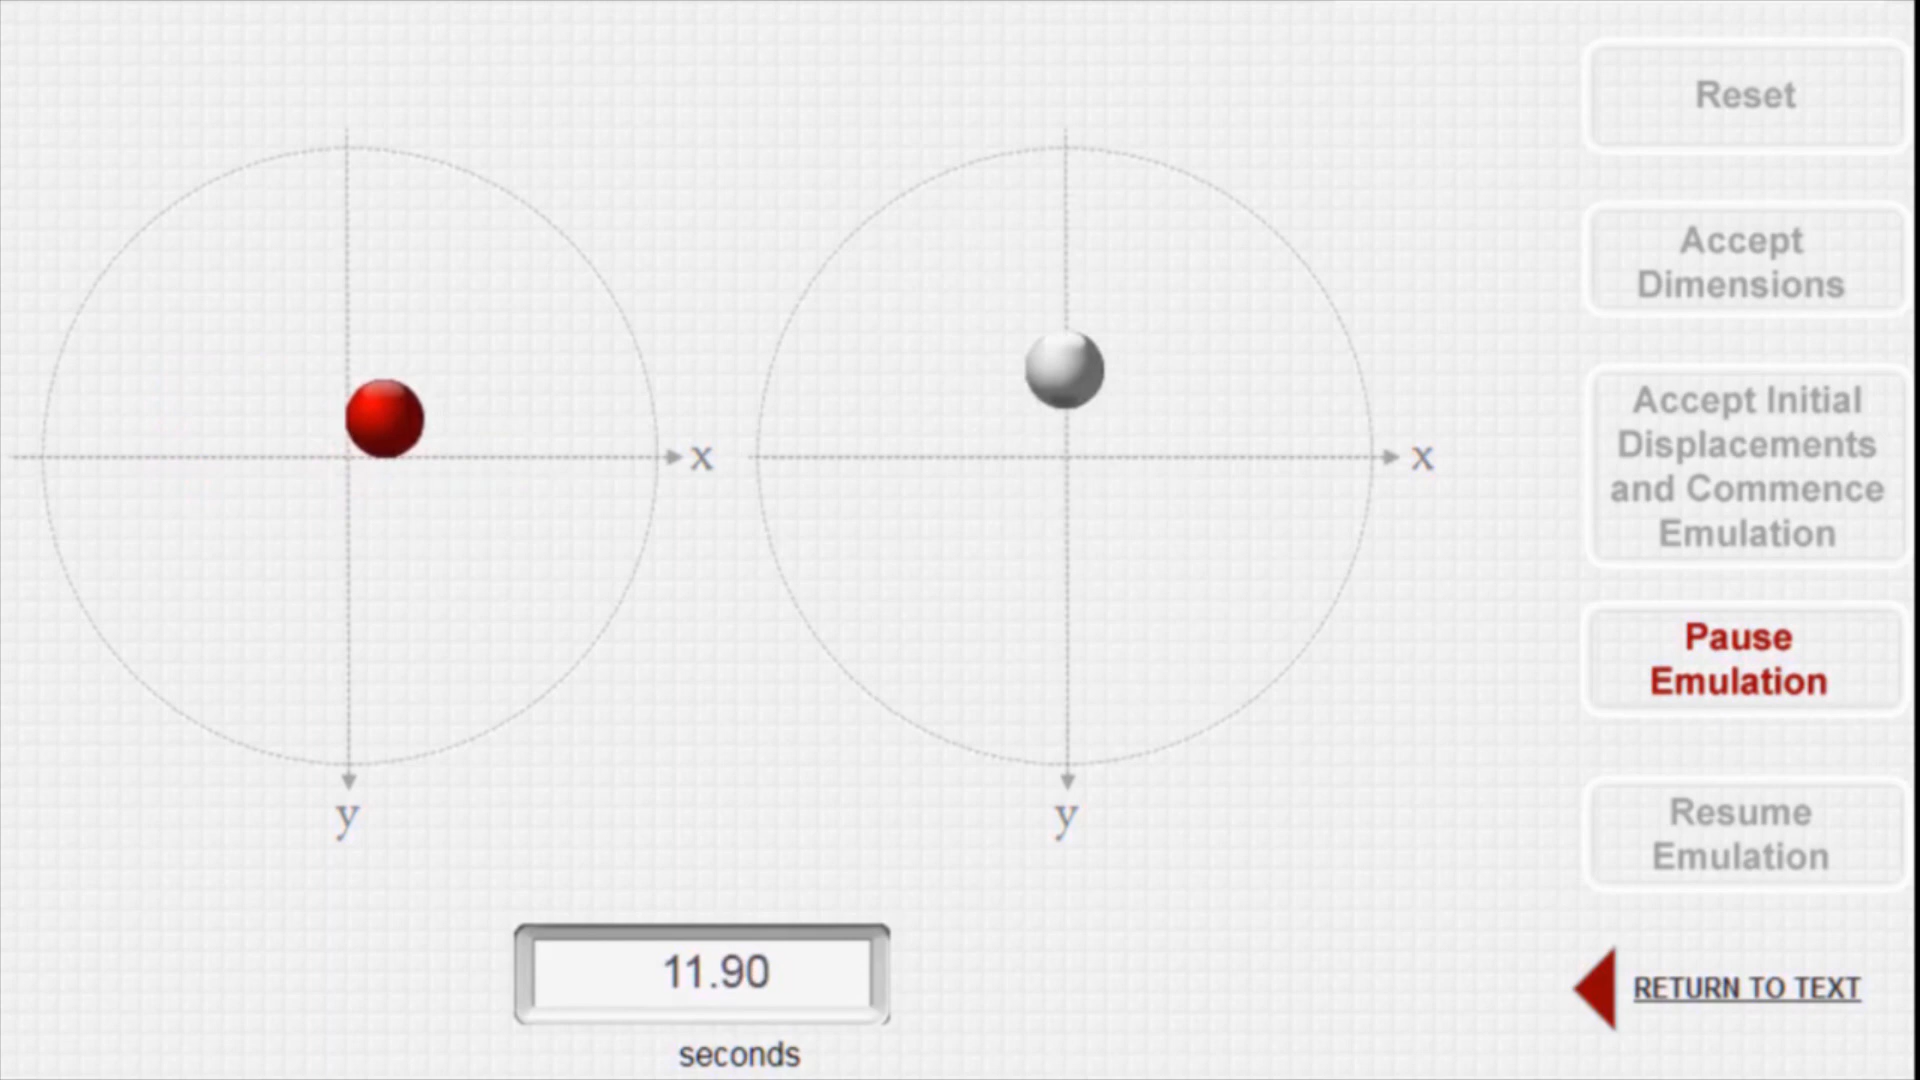 Reset
Accept
Dimensions
x
x
Accept Initial
Displacements
and Commence
Emulation
Pause
Emulation
y
y
Resume
Emulation
11.90
seconds
RETURN TO TEXT